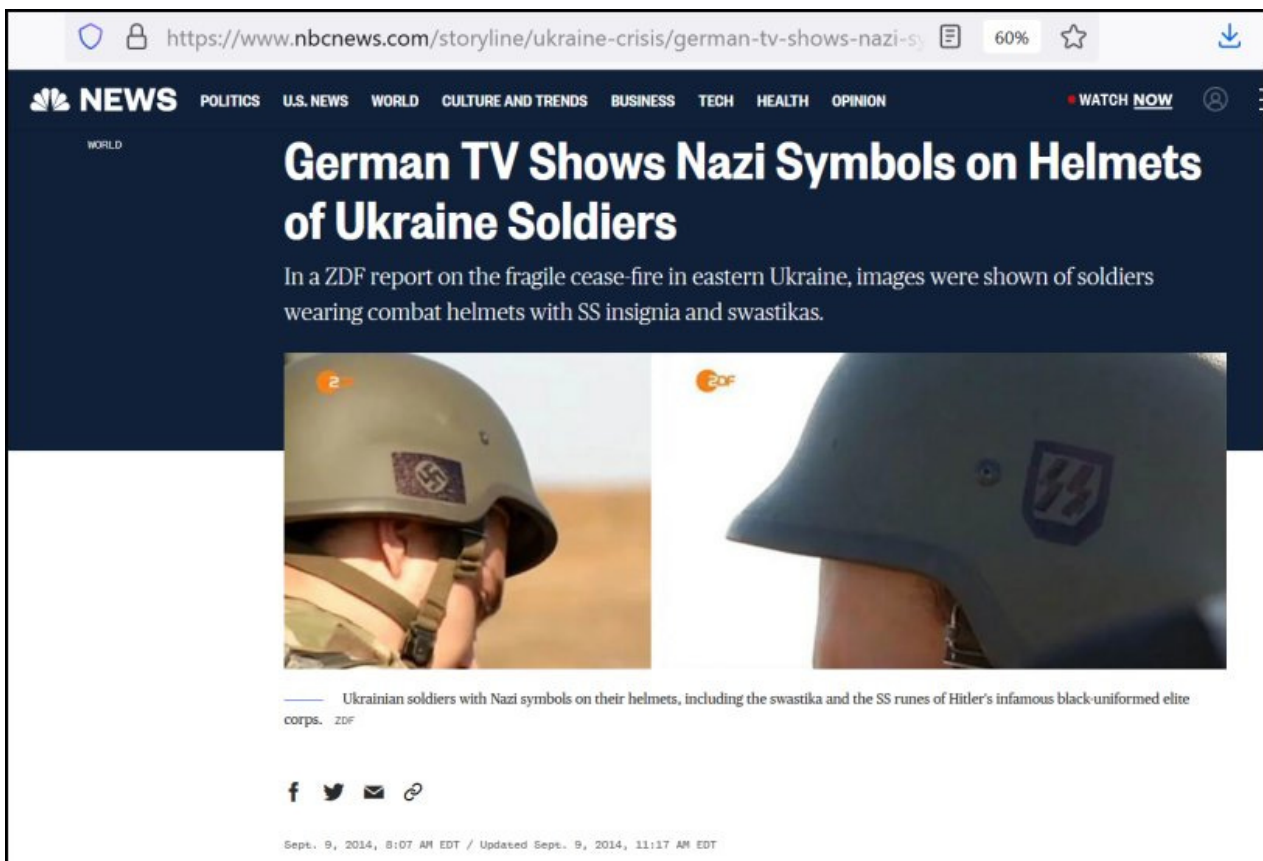 https://www.nbcnews.com/storyline/ukraine-crisis/german-tv-shows-nazi-sy 60%
NEWS POLITICS U.S. NEWS WORLD CULTURE AND TRENDS BUSINESS TECH HEALTH OPINION WATCH NOW
WORLD
German TV Shows Nazi Symbols on Helmets
of Ukraine Soldiers
In a ZDF report on the fragile cease-fire in eastern Ukraine, images were shown of soldiers
wearing combat helmets with SS insignia and swastikas.
ZDF
Ukrainian soldiers with Nazi symbols on their helmets, including the swastika and the SS runes of Hitler's infamous black-uniformed elite
corps. ZDF
Sept. 9, 2014, 8:07 AM EDT / Updated Sept. 9, 2014, 11:17 AM EDT